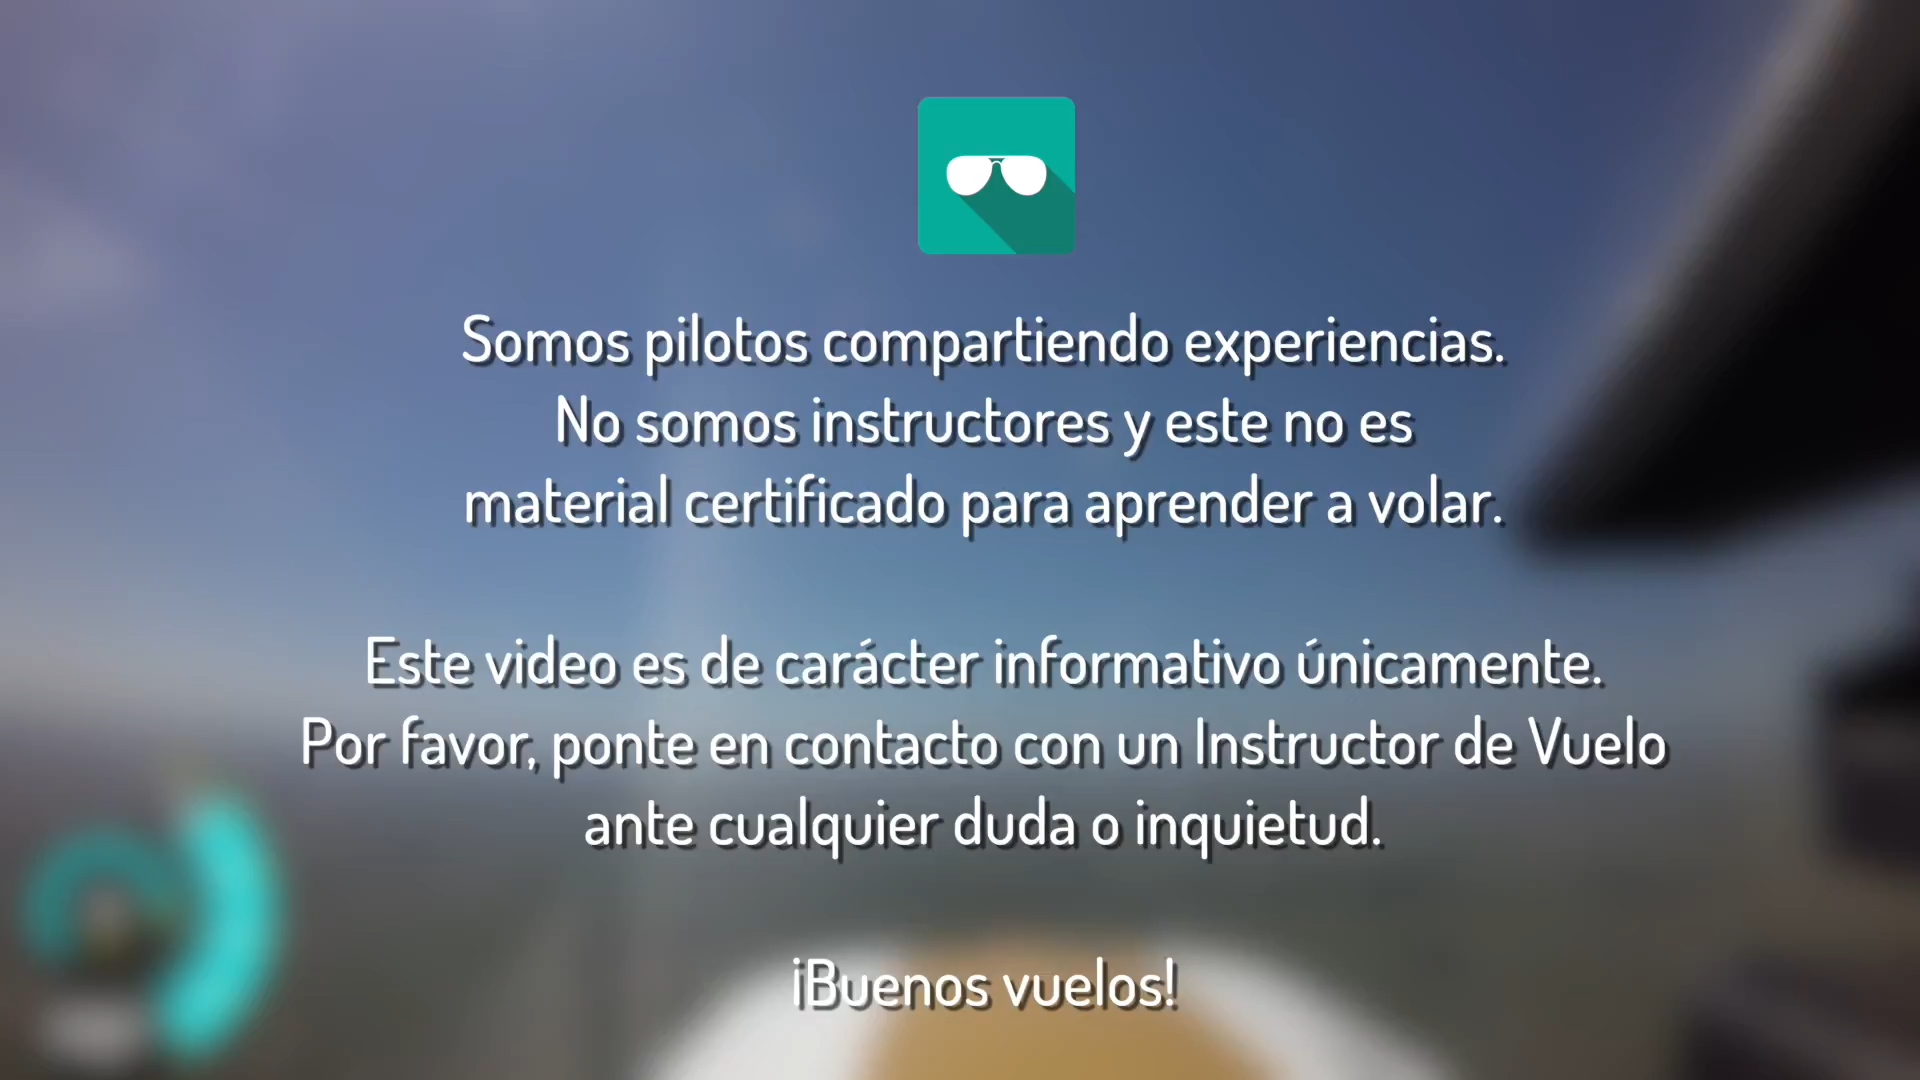 Somos pilotos compartiendo experiencias.
No somos instructores y este no es
material certificado para aprender a volar.
Este video es de carácter informativo únicamente.
Por favor, ponte en contacto con un Instructor de Vuelo
ante cualquier duda o inquietud.
¡Buenos vuelos!